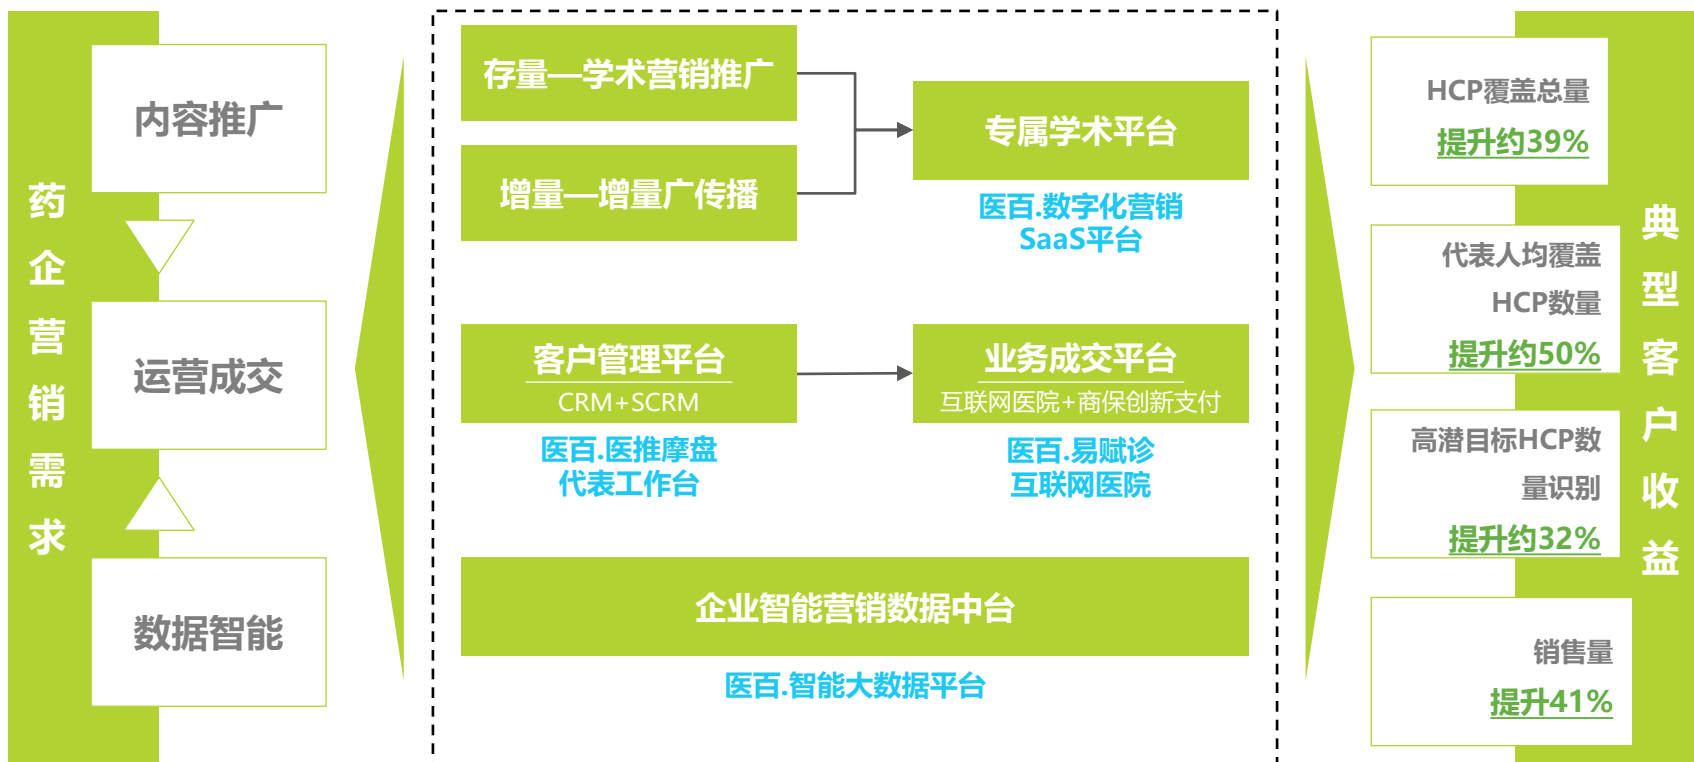 药企营销需求
内容推广
运营成交
数据智能
存量—学术营销推广
增量—增量广传播
专属学术平台
医百.数字化营销
SaaS平台
客户管理平台
CRM+SCRM
医百.医推摩盘
代表工作台
业务成交平台
互联网医院+商保创新支付
医百.易赋诊
互联网医院
企业智能营销数据中台
医百.智能大数据平台
HCP覆盖总量
提升约39%
代表人均覆盖
HCP数量
提升约50%
高潜目标HCP数
量识别
提升约32%
销售量
提升41%
典型客户收益